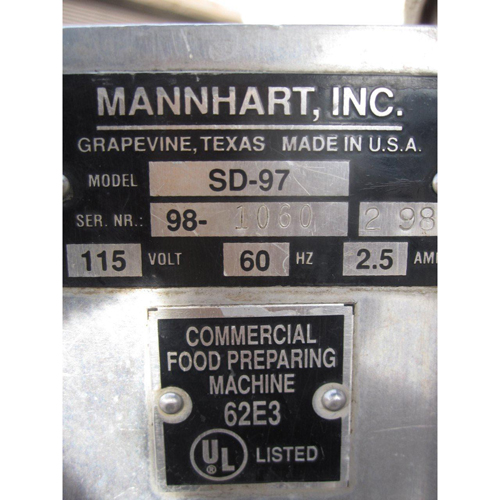 MANNHART, INC.
GRAPEVINE, TEXAS MADE IN U.S.A.
MODEL SD-97
SER. NR.: 98- 1060 2 98
115 VOLT 60 HZ 2.5 AM
COMMERCIAL
FOOD PREPARING
MACHINE
62E3
UL ® LISTED